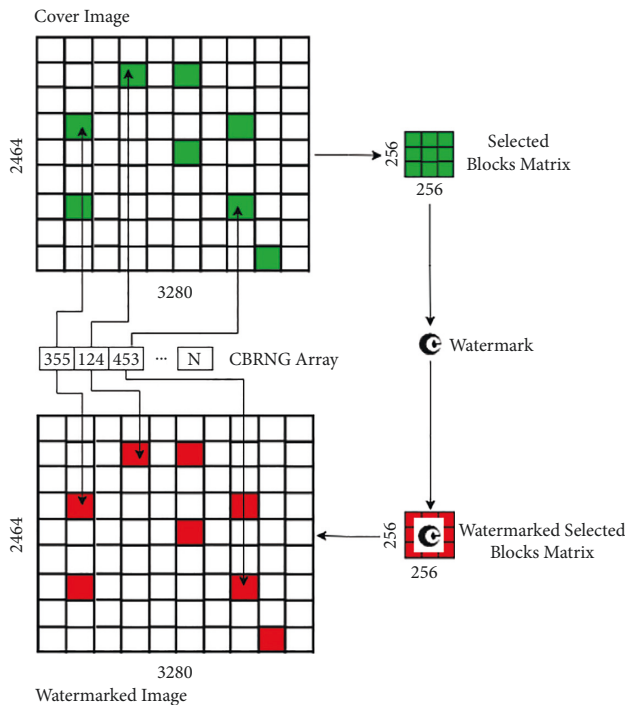 Cover Image
2464
3280
256
256
Selected
Blocks Matrix
355 124 453 ... N CBRNG Array
Watermark
2464
3280
256
256
Watermarked Selected
Blocks Matrix
Watermarked Image